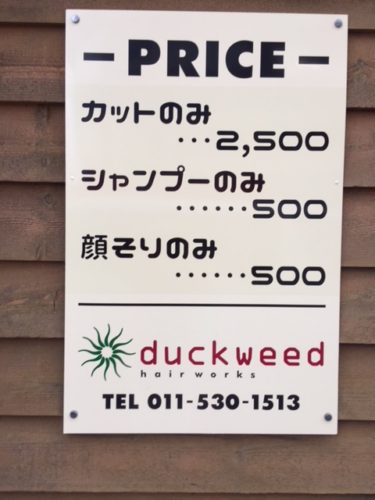 -PRICE-
カットのみ
…2,500
シャンプーのみ
……500
顔そりのみ
……500
duckweed
hairworks
TEL 011-530-1513